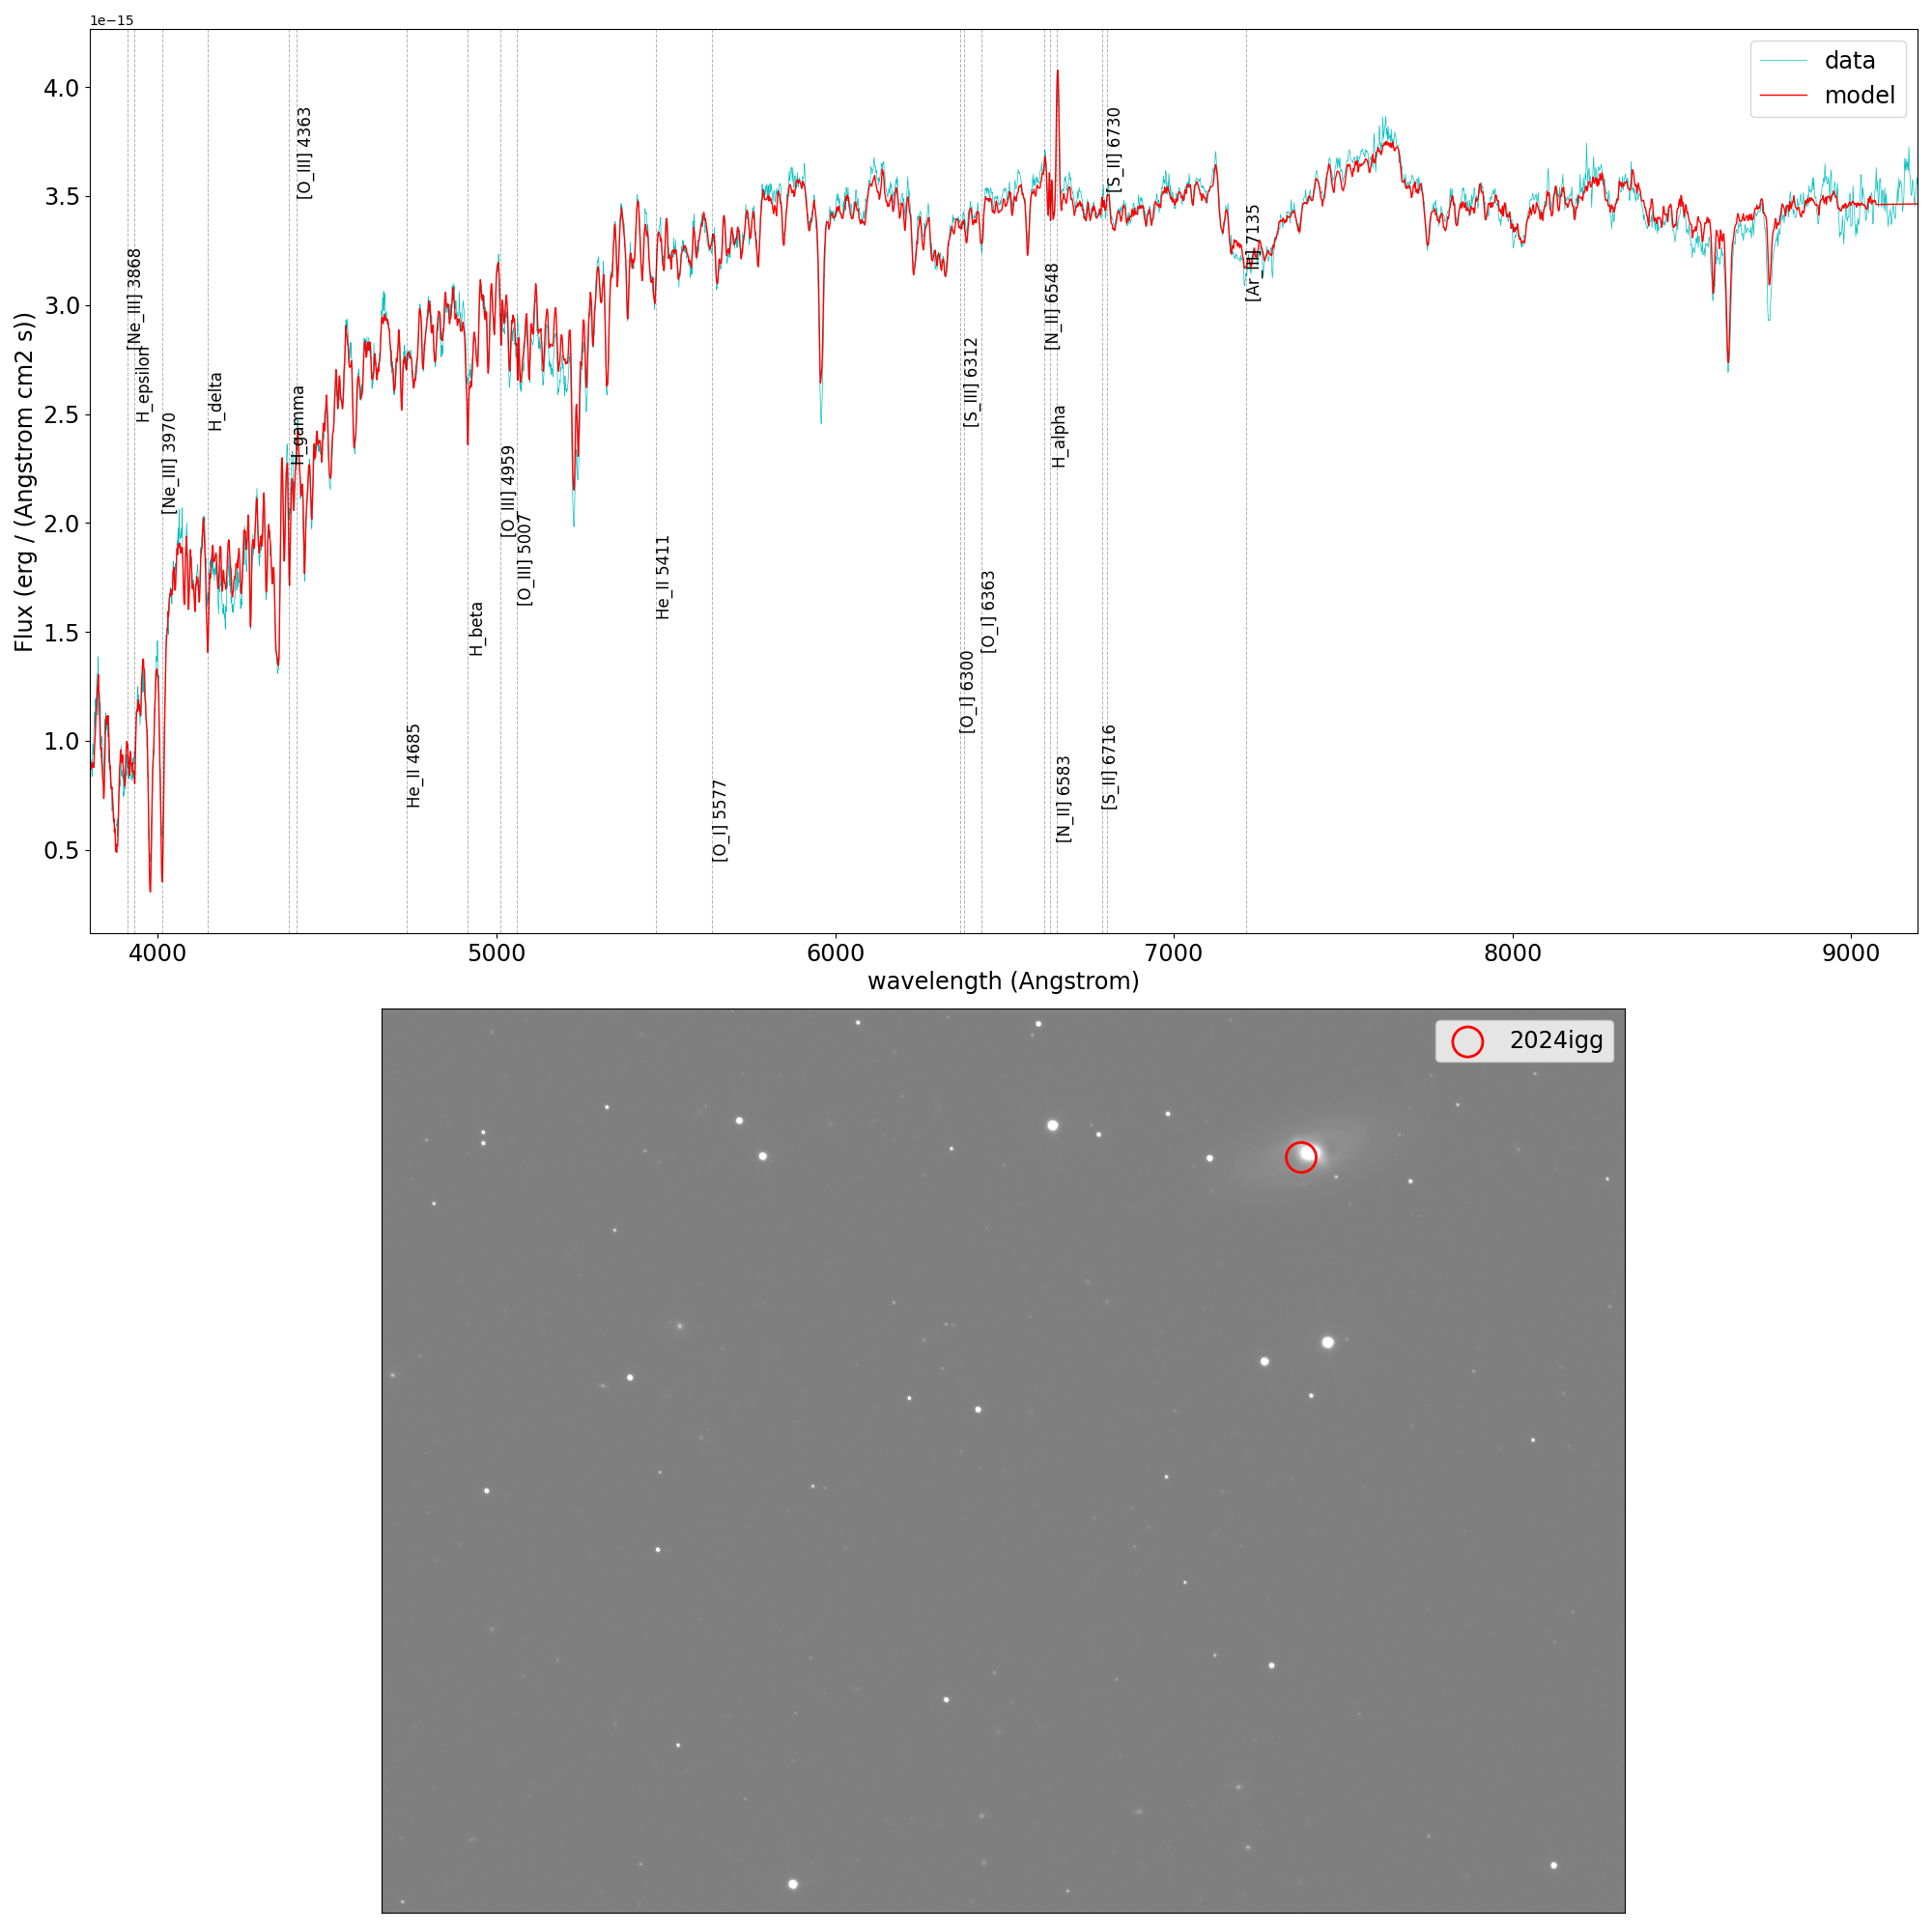 1e−15
data
model
4.0
3.5
3.0
2.5
2.0
1.5
1.0
0.5
Flux (erg / (Angstrom cm2 s))
[Ne_III] 3868
H_epsilon
[Ne_III] 3970
H_delta
H_gamma
[O_III] 4363
He_II 4685
H_beta
[O_III] 4959
[O_III] 5007
He_II 5411
[O_I] 5577
[O_I] 6300
[S_III] 6312
[O_I] 6363
[N_II] 6548
H_alpha
[N_II] 6583
[S_II] 6716
[S_II] 6730
[Ar_III] 7135
4000
5000
6000
7000
8000
9000
wavelength (Angstrom)
2024igg